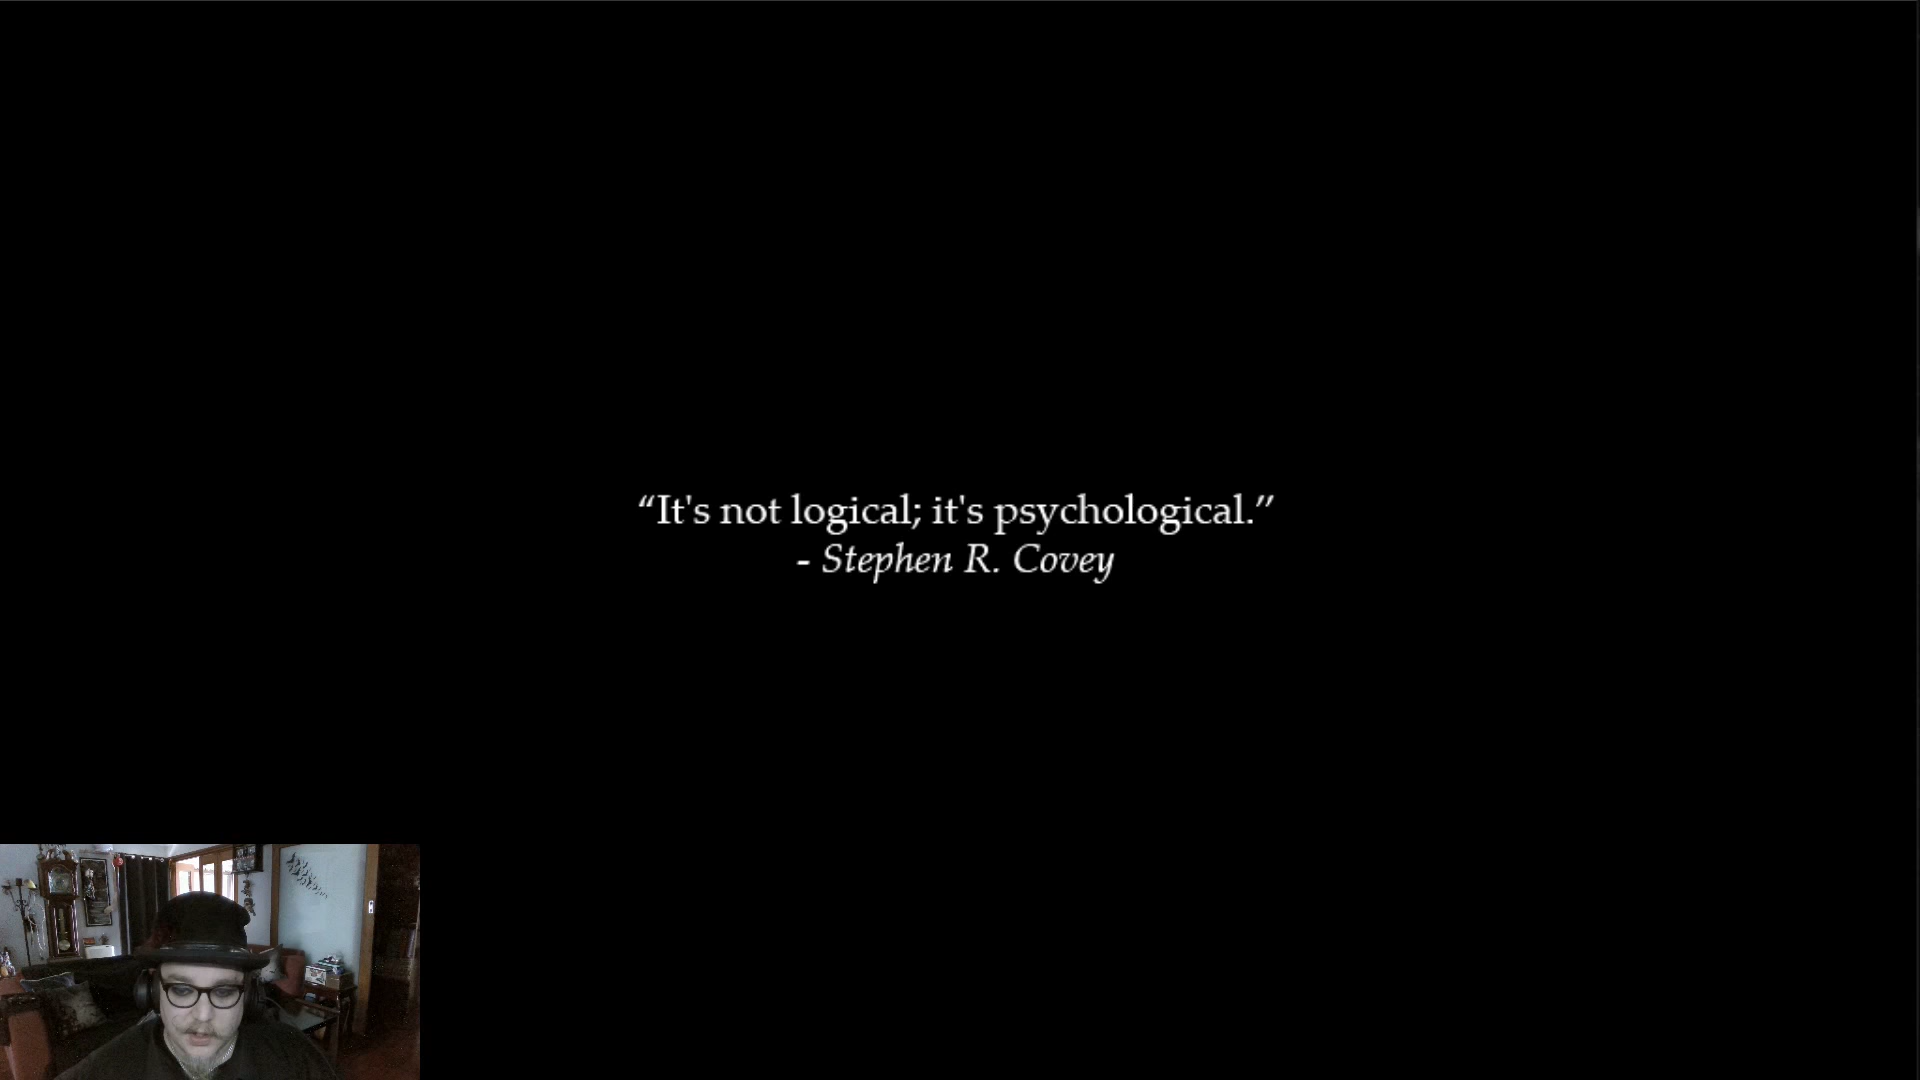 “It's not logical; it's psychological.”
- Stephen R. Covey